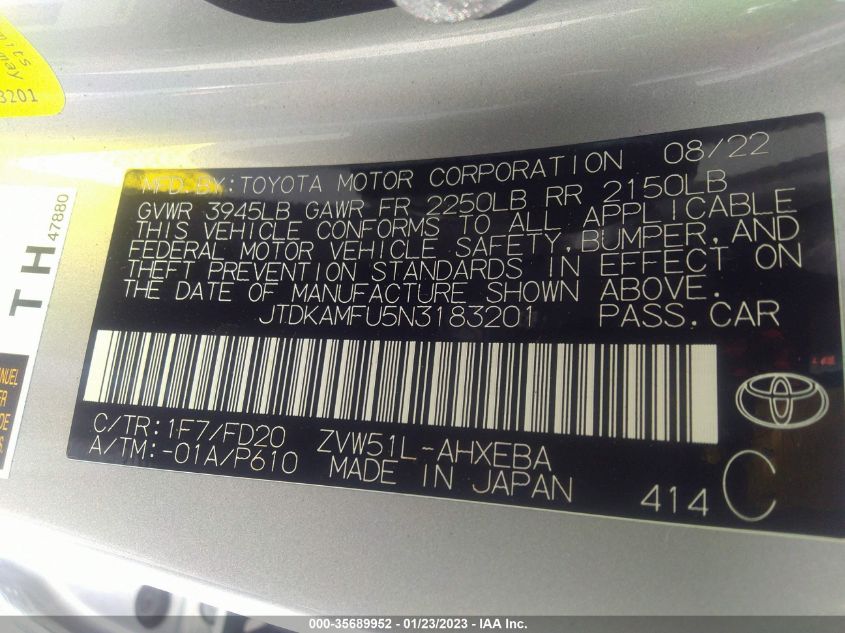 3201
T H
47880
MFD. BY: TOYOTA MOTOR CORPORATION 08/22
GVWR 3945LB GAWR FR 2250LB RR 2150LB
THIS VEHICLE CONFORMS TO ALL APPLICABLE
FEDERAL MOTOR VEHICLE SAFETY, BUMPER, AND
THEFT PREVENTION STANDARDS IN EFFECT ON
THE DATE OF MANUFACTURE SHOWN ABOVE.
JTDKAMFU5N3183201 PASS. CAR
C/TR: 1F7/FD20 ZVW51L-AHXEBA
A/TM: -01A/P610 MADE IN JAPAN
414 C
000-35689952 - 01/23/2023 - IAA Inc.